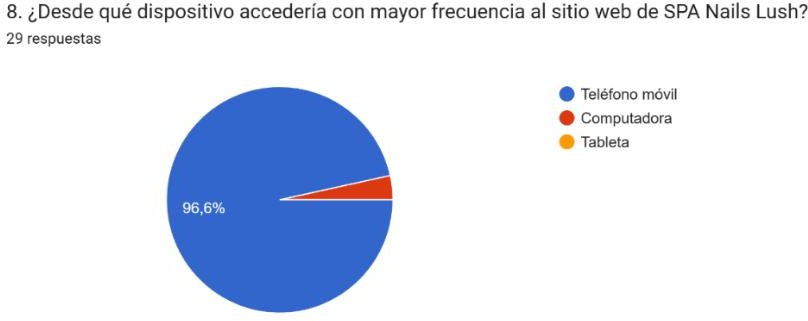 8. ¿Desde qué dispositivo accedería con mayor frecuencia al sitio web de SPA Nails Lush?
29 respuestas
Teléfono móvil
Computadora
Tableta
96,6%